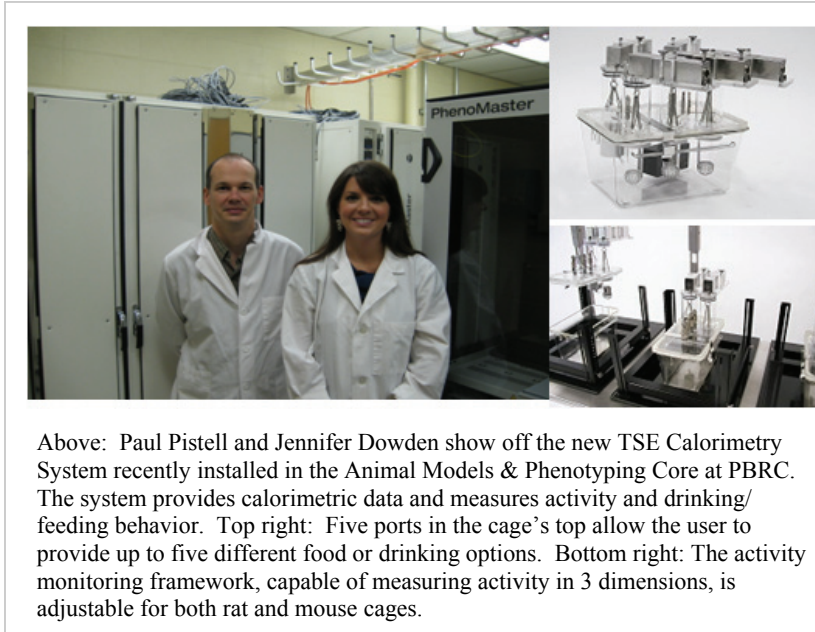 PhenoMaster
Above: Paul Pistell and Jennifer Dowden show off the new TSE Calorimetry
System recently installed in the Animal Models & Phenotyping Core at PBRC.
The system provides calorimetric data and measures activity and drinking/
feeding behavior. Top right: Five ports in the cage's top allow the user to
provide up to five different food or drinking options. Bottom right: The activity
monitoring framework, capable of measuring activity in 3 dimensions, is
adjustable for both rat and mouse cages.